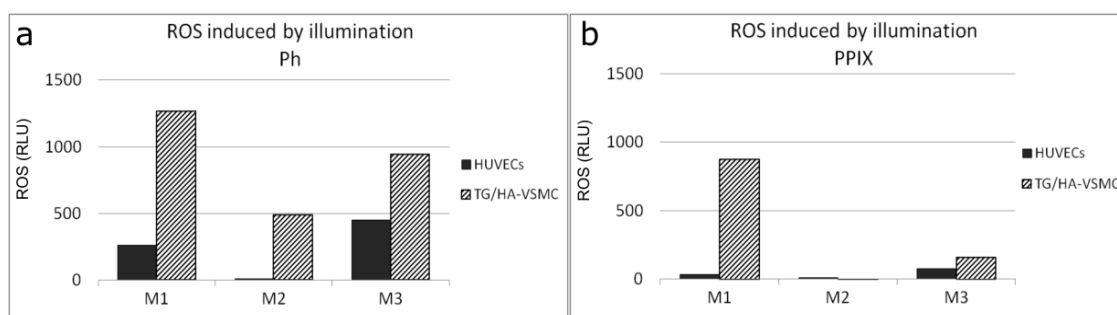 a
ROS induced by illumination
Ph
1500
1000
500
0
ROS (RLU)
M1 M2 M3
HUVECs
TG/HA-VSMC
b
ROS induced by illumination
PPIX
1500
1000
500
0
ROS (RLU)
M1 M2 M3
HUVECs
TG/HA-VSMC